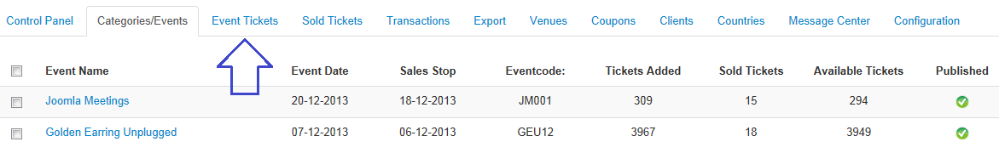 Control Panel Categories/Events Event Tickets Sold Tickets Transactions Export Venues Coupons Clients Countries Message Center Configuration
Event Name Event Date Sales Stop Eventcode: Tickets Added Sold Tickets Available Tickets Published
Joomla Meetings 20-12-2013 18-12-2013 JM001 309 15 294
Golden Earring Unplugged 07-12-2013 06-12-2013 GEU12 3967 18 3949